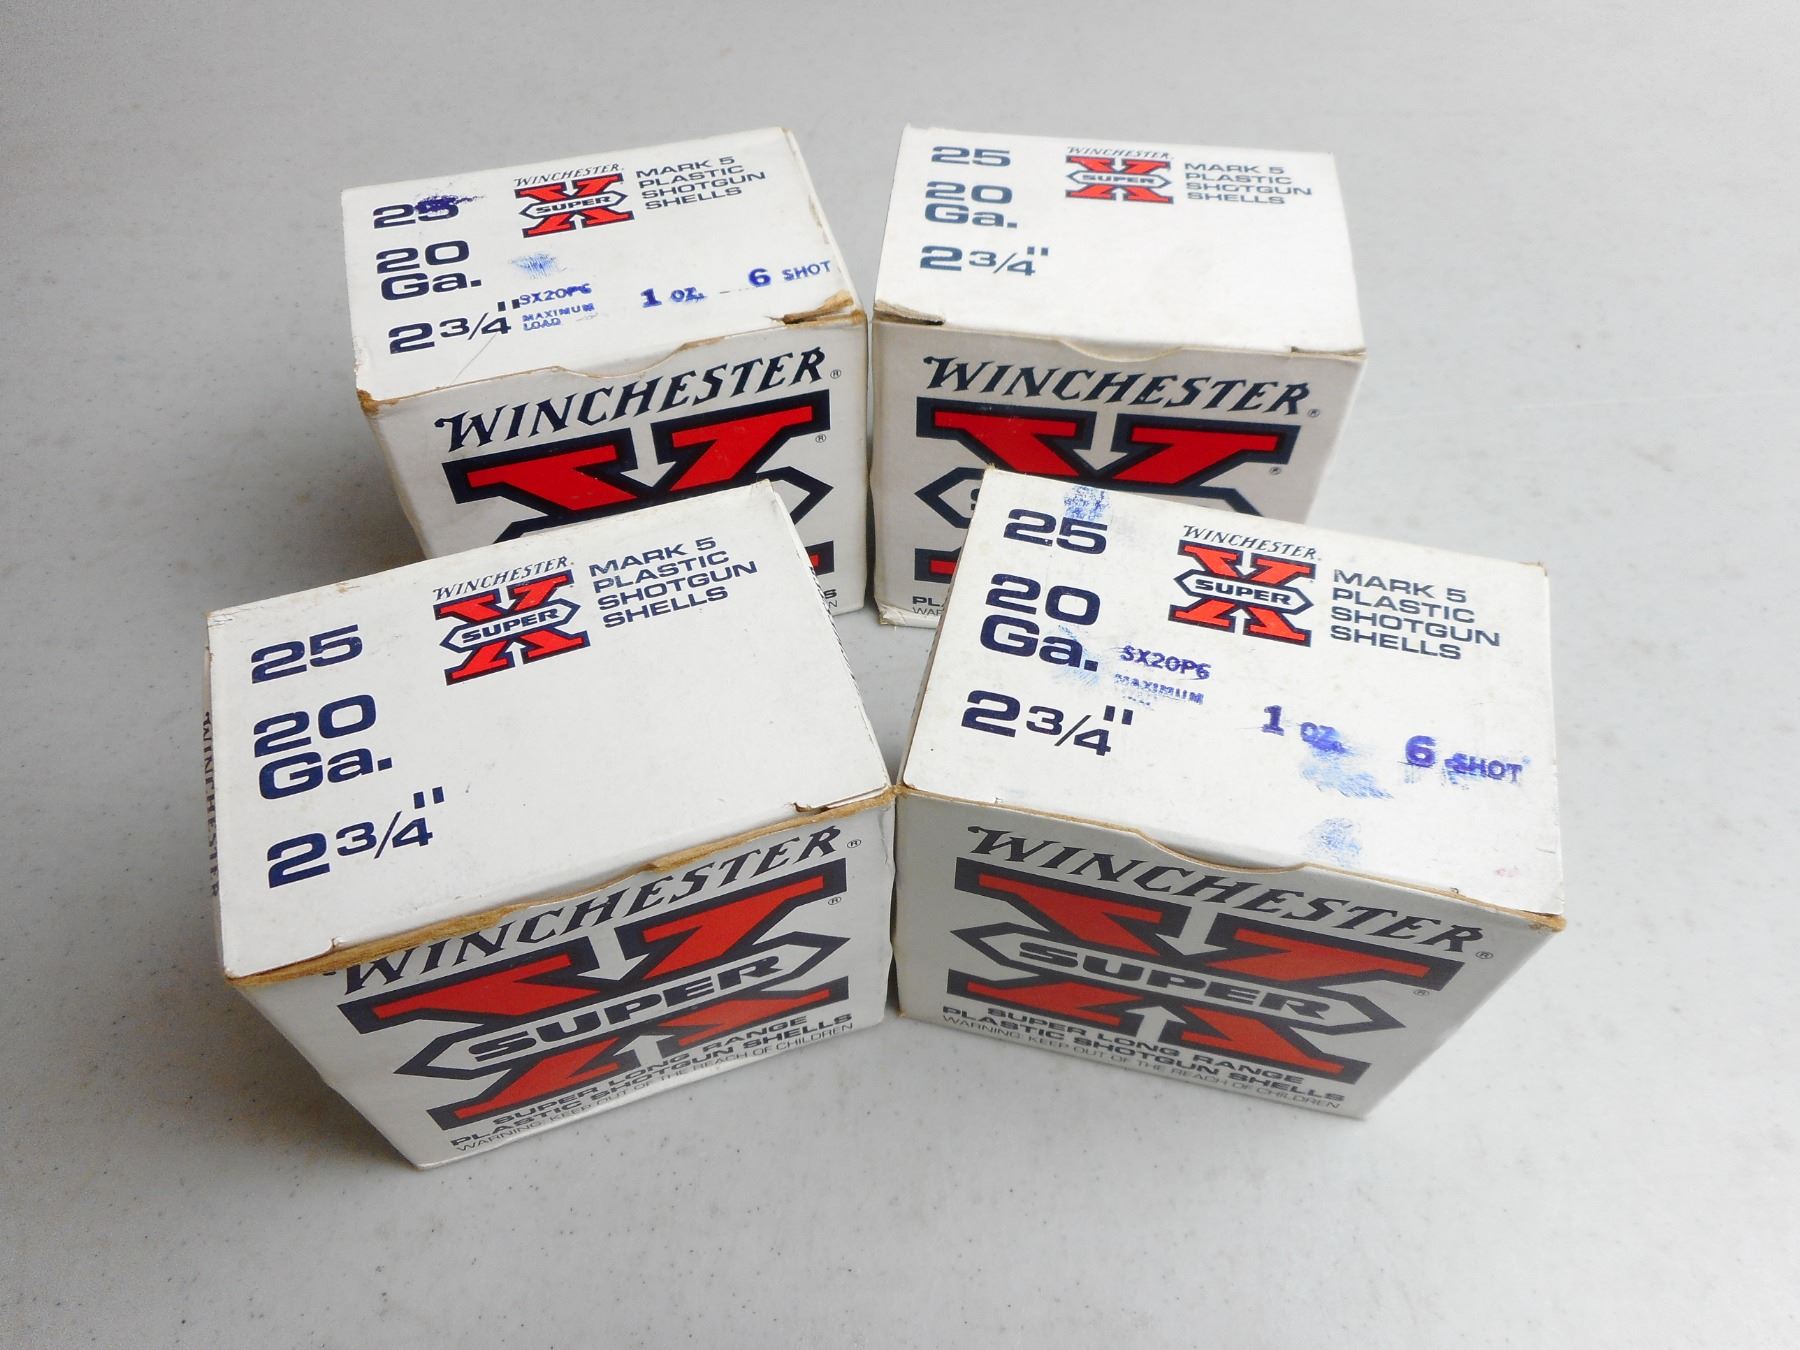 25
20
Ga.
2 3/4"
WINCHESTER
SUPER X
MARK 5
PLASTIC
SHOTGUN
SHELLS
SX20P6
MAXIMUM
LOAD
1 OZ. - 6 SHOT
WINCHESTER®
X®
25
20
Ga.
2 3/4"
WINCHESTER
SUPER X
MARK 5
PLASTIC
SHOTGUN
SHELLS
WINCHESTER®
X®
25
20
Ga.
2 3/4"
WINCHESTER
SUPER X
MARK 5
PLASTIC
SHOTGUN
SHELLS
WINCHESTER
WINCHESTER®
SUPER X®
SUPER LONG RANGE
PLASTIC SHOTGUN SHELLS
WARNING: KEEP OUT OF THE REACH OF CHILDREN
25
20
Ga.
2 3/4"
WINCHESTER
SUPER X
MARK 5
PLASTIC
SHOTGUN
SHELLS
SX20P6
MAXIMUM
1 OZ. 6 SHOT
WINCHESTER®
SUPER X®
SUPER LONG RANGE
PLASTIC SHOTGUN SHELLS
WARNING: KEEP OUT OF THE REACH OF CHILDREN